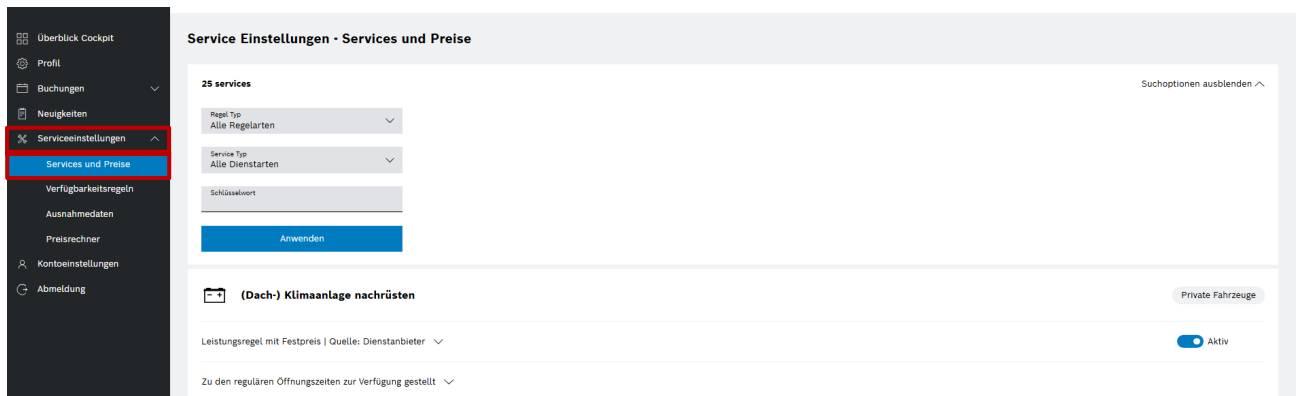 Überblick Cockpit
Profil
Buchungen
Neuigkeiten
Serviceeinstellungen
Services und Preise
Verfügbarkeitsregeln
Ausnahmedaten
Preisrechner
Kontoeinstellungen
Abmeldung
Service Einstellungen - Services und Preise
25 services
Suchoptionen ausblenden
Regel Typ
Alle Regelarten
Service Typ
Alle Dienstarten
Schlüsselwort
Anwenden
(Dach-) Klimaanlage nachrüsten
Private Fahrzeuge
Leistungsregel mit Festpreis | Quelle: Dienstanbieter
Aktiv
Zu den regulären Öffnungszeiten zur Verfügung gestellt